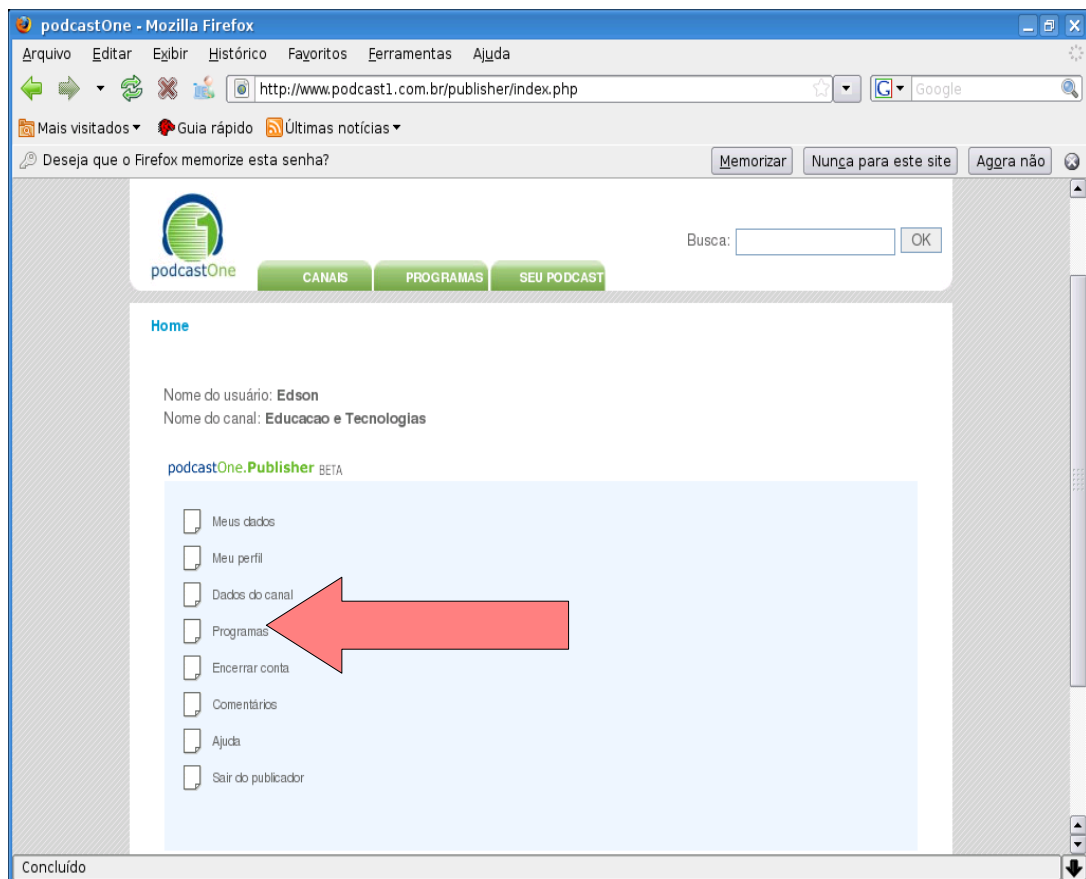 podcastOne - Mozilla Firefox
Arquivo Editar Exibir Histórico Favoritos Ferramentas Ajuda
http://www.podcast1.com.br/publisher/index.php
G Google
Mais visitados Guia rápido Últimas notícias
Deseja que o Firefox memorize esta senha? Memorizar Nunca para este site Agora não
1
podcastOne
Busca: OK
CANAIS PROGRAMAS SEU PODCAST
Home
Nome do usuário: Edson
Nome do canal: Educacao e Tecnologias
podcastOne.Publisher BETA
Meus dados
Meu perfil
Dados do canal
Programas
Encerrar conta
Comentários
Ajuda
Sair do publicador
Concluído